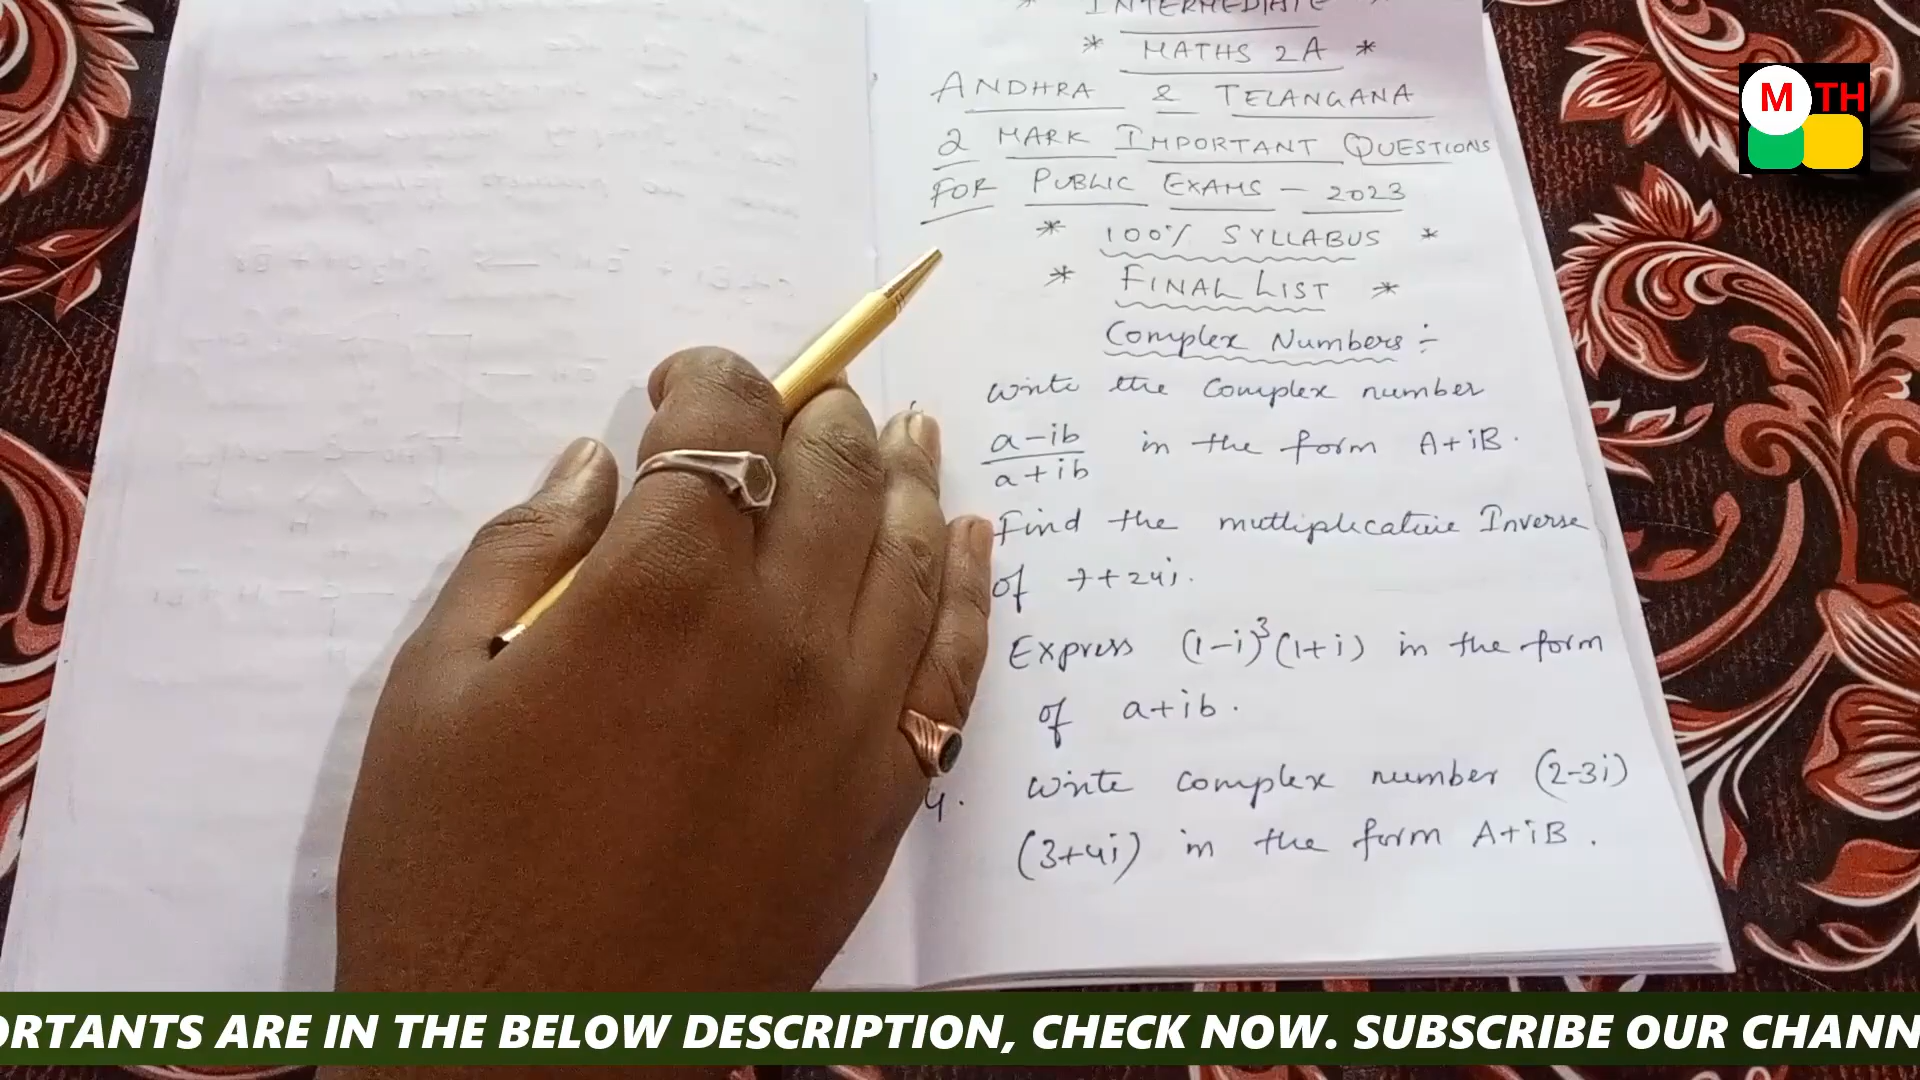 * INTERMEDIATE *
* MATHS 2A *
ANDHRA & TELANGANA
2 MARK IMPORTANT QUESTIONS
FOR PUBLIC EXAMS - 2023
* 100% SYLLABUS *
* FINAL LIST *
Complex Numbers :-
Write the complex number
a-ib
in the form A+iB.
a+ib
Find the multiplicative Inverse
of 7+24i.
Express (1-i)³(1+i) in the form
of a+ib.
4. Write complex number (2-3i)
(3+4i) in the form A+iB.
M TH
ORTANTS ARE IN THE BELOW DESCRIPTION, CHECK NOW. SUBSCRIBE OUR CHANN